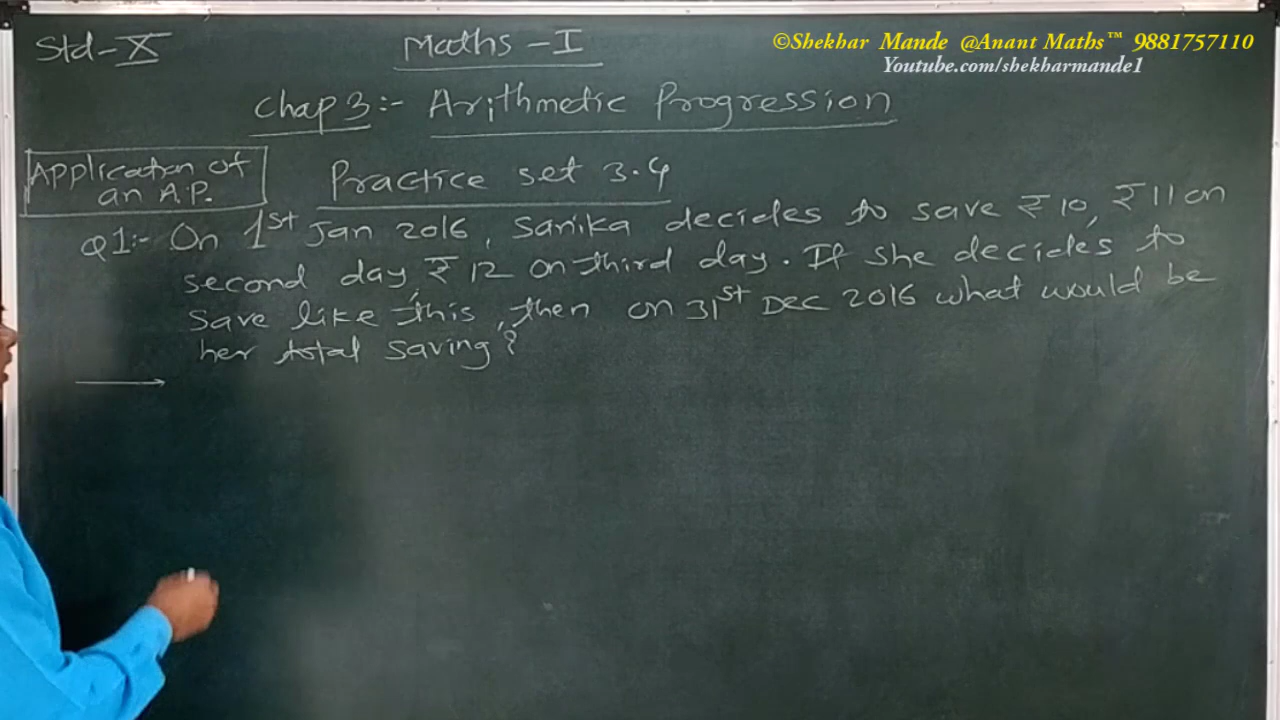 Std-X
Maths-I
©Shekhar Mande @Anant Maths™ 9881757110
Youtube.com/shekharmande1
Chap 3:- Arithmetic Progression
Application of
an A.P.
Practice set 3.4
Q1:- On 1st Jan 2016, Sanika decides to save ₹10, ₹11 on
second day, ₹12 on third day. If she decides to
save like this, then on 31st DEC 2016 what would be
her total saving?